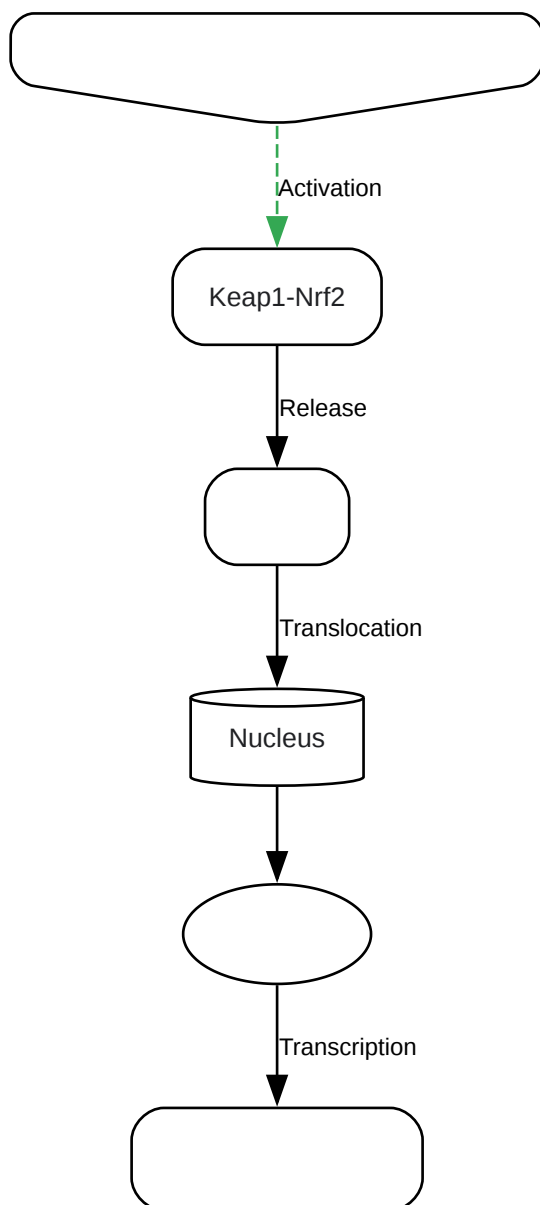 Activation
Keap1-Nrf2
Release
Translocation
Nucleus
Transcription